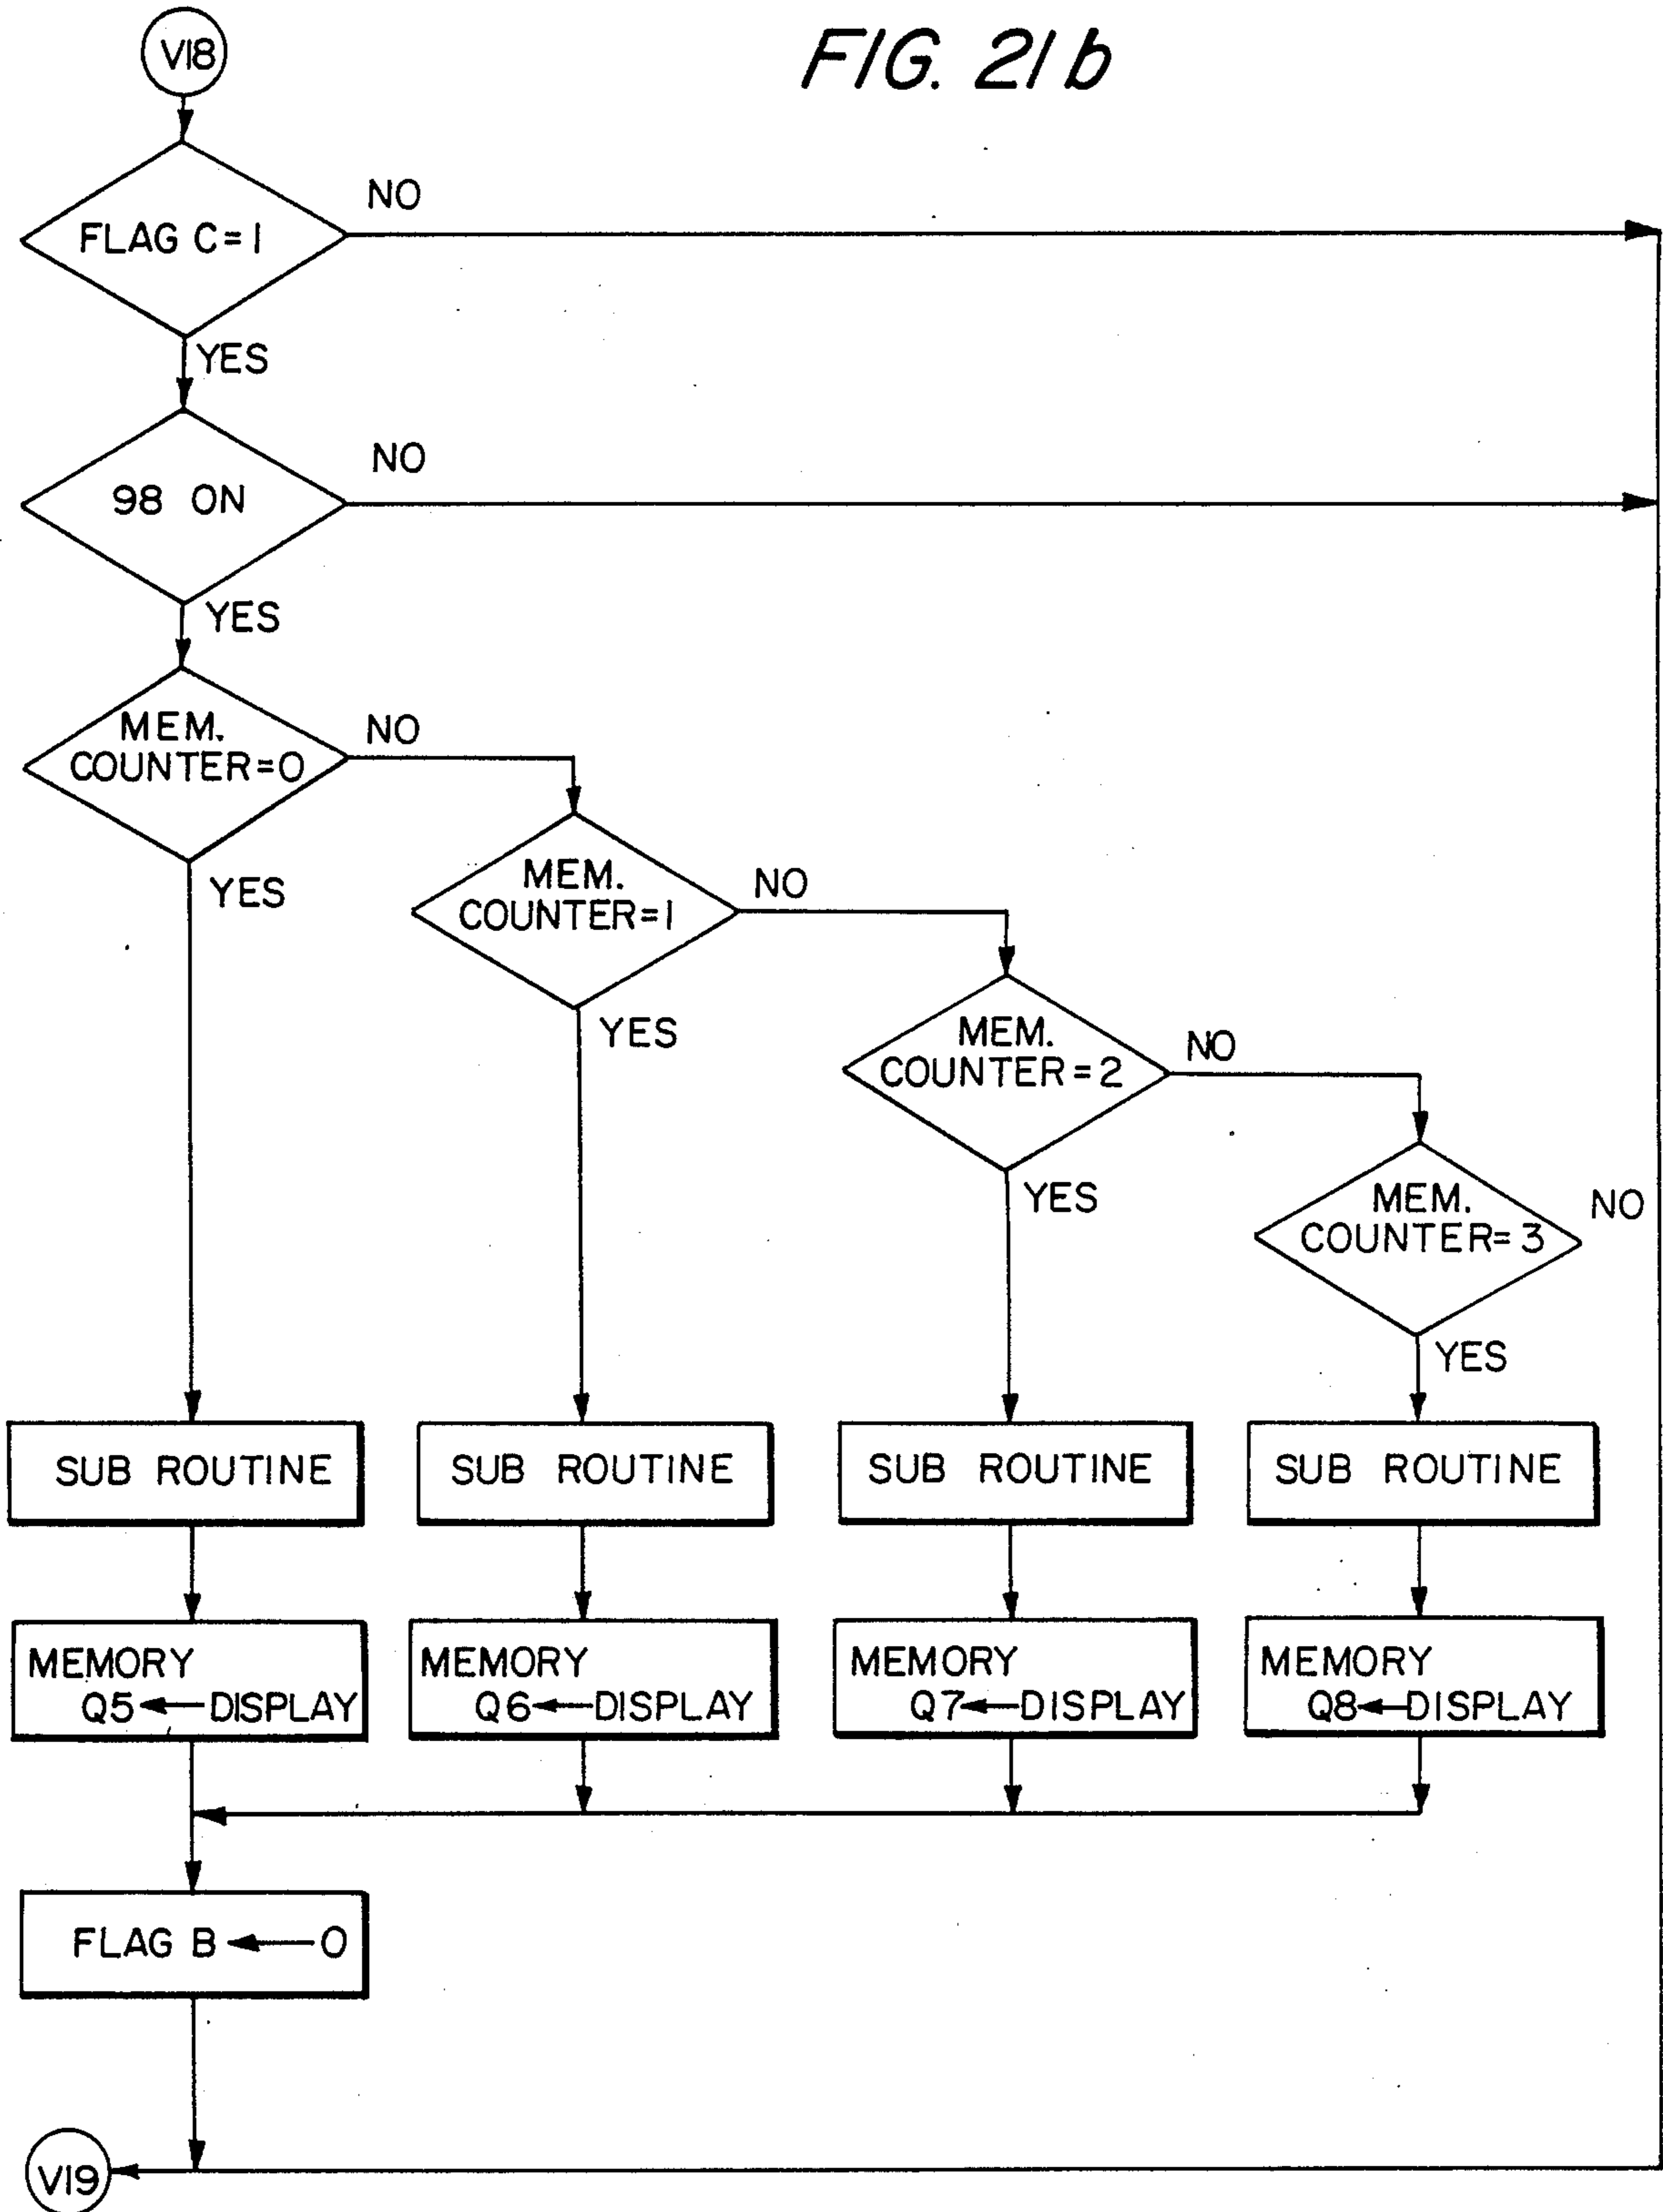 FIG. 21b
V18
FLAG C=1
NO
YES
98 ON
NO
YES
MEM.
COUNTER=0
NO
YES
MEM.
COUNTER=1
NO
YES
MEM.
COUNTER=2
NO
YES
MEM.
COUNTER=3
NO
YES
SUB ROUTINE
SUB ROUTINE
SUB ROUTINE
SUB ROUTINE
MEMORY
Q5←DISPLAY
MEMORY
Q6←DISPLAY
MEMORY
Q7←DISPLAY
MEMORY
Q8←DISPLAY
FLAG B←0
V19